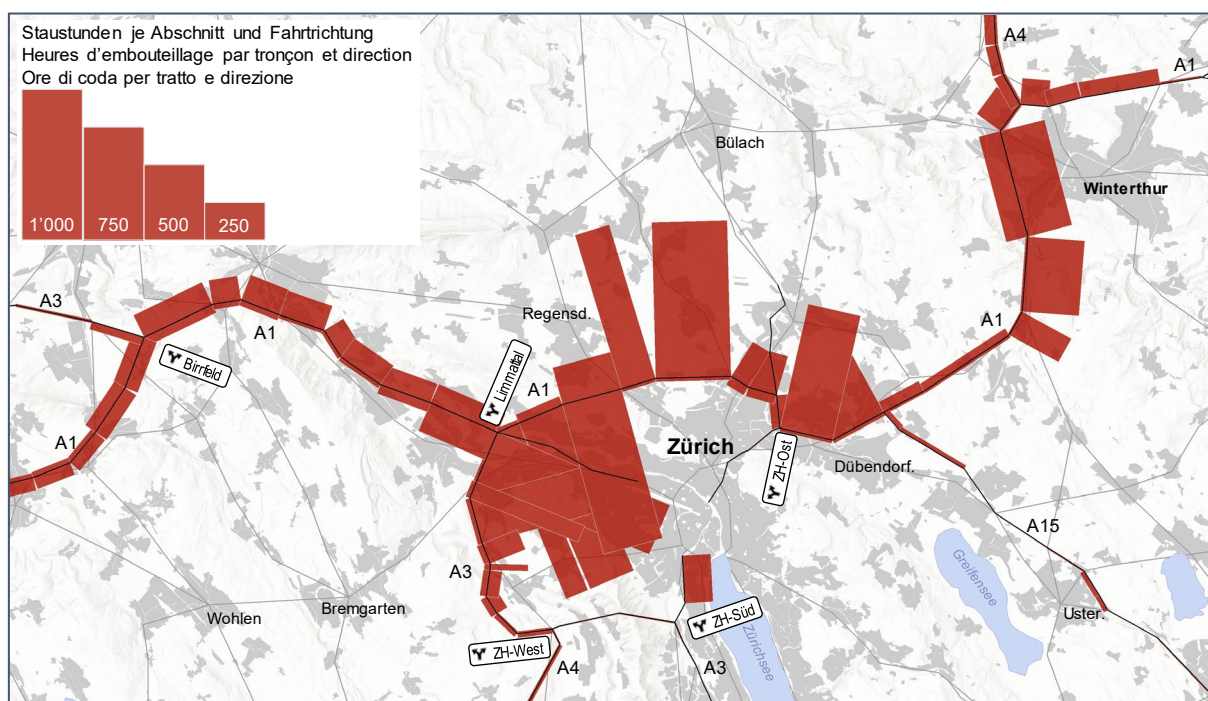 Staustunden je Abschnitt und Fahrtrichtung
Heures d'embouteillage par tronçon et direction
Ore di coda per tratto e direzione
1'000
750
500
250
A4
A1
Bülach
Winterthur
A3
A1
Regensd.
A1
Birrfeld
Limmattal
A1
A1
Zürich
ZH-Ost
Dübendorf.
A15
A3
Greifensee
Wohlen
Bremgarten
ZH-Süd
Uster.
ZH-West
A4
A3
Zürichsee